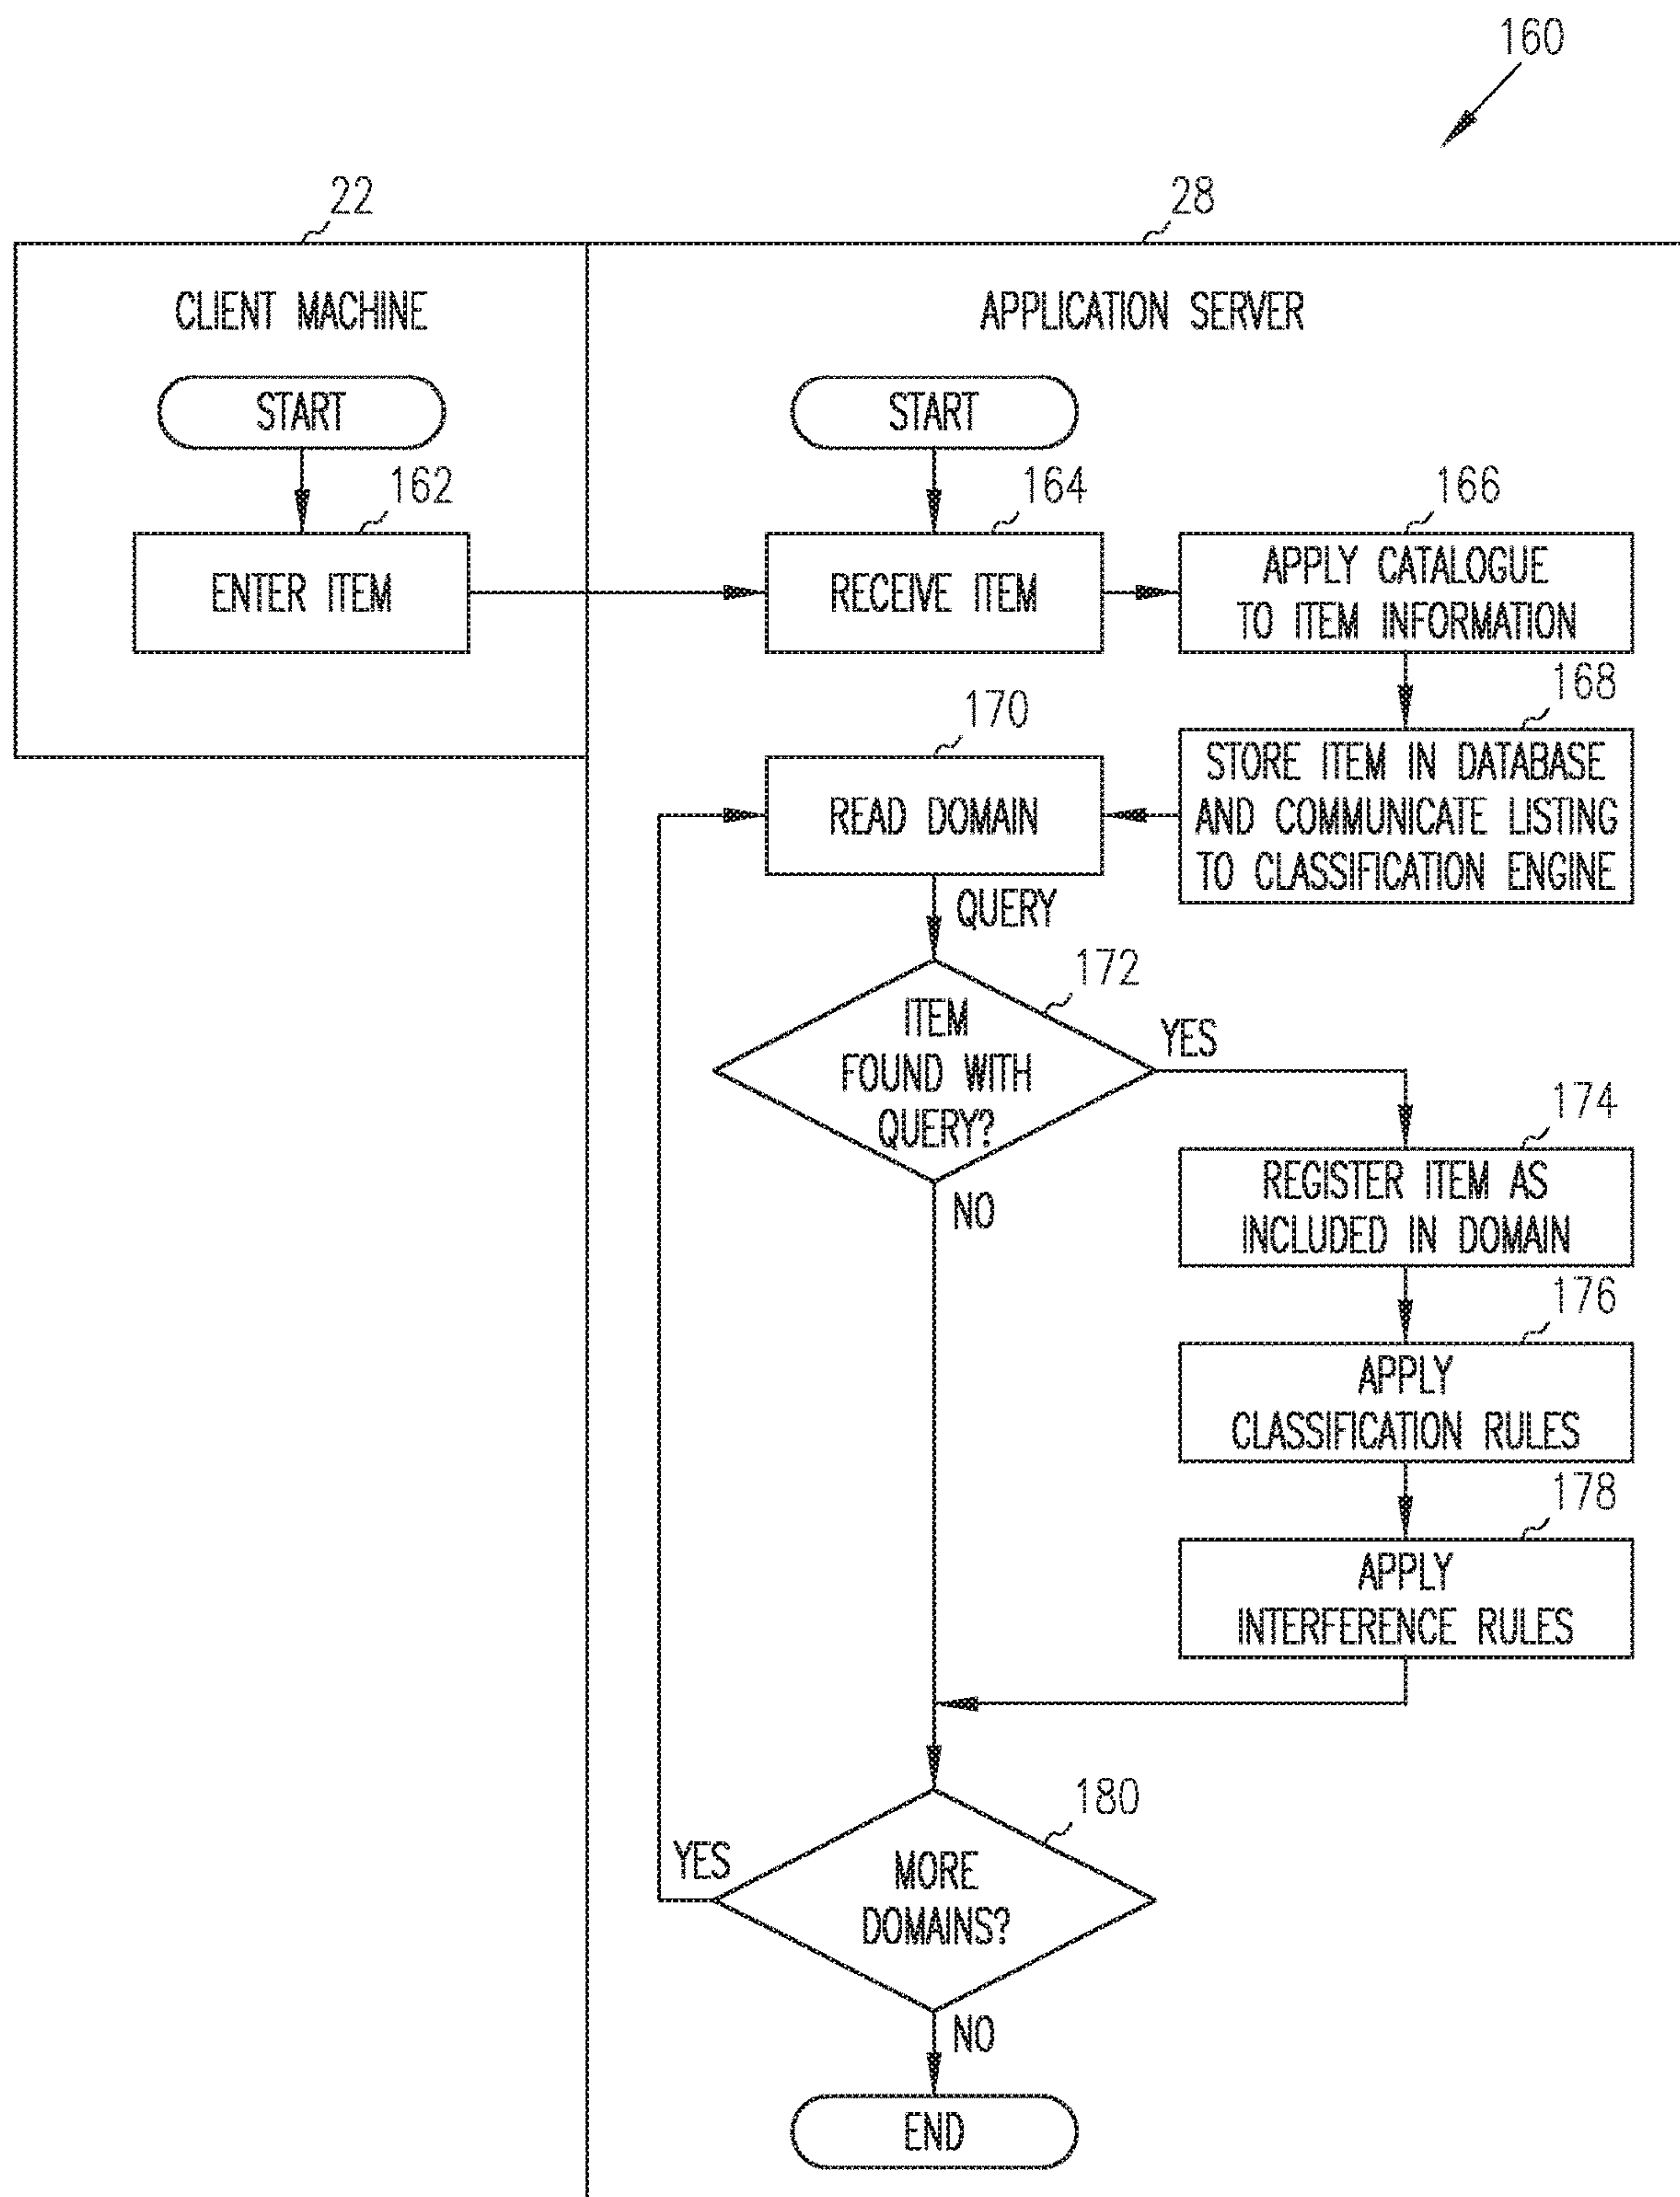 160
22
28
CLIENT MACHINE
APPLICATION SERVER
START
START
162
164
166
ENTER ITEM
RECEIVE ITEM
APPLY CATALOGUE
TO ITEM INFORMATION
168
170
STORE ITEM IN DATABASE
AND COMMUNICATE LISTING
TO CLASSIFICATION ENGINE
READ DOMAIN
QUERY
172
ITEM
FOUND WITH
QUERY?
YES
NO
174
REGISTER ITEM AS
INCLUDED IN DOMAIN
176
APPLY
CLASSIFICATION RULES
178
APPLY
INTERFERENCE RULES
180
YES
MORE
DOMAINS?
NO
END